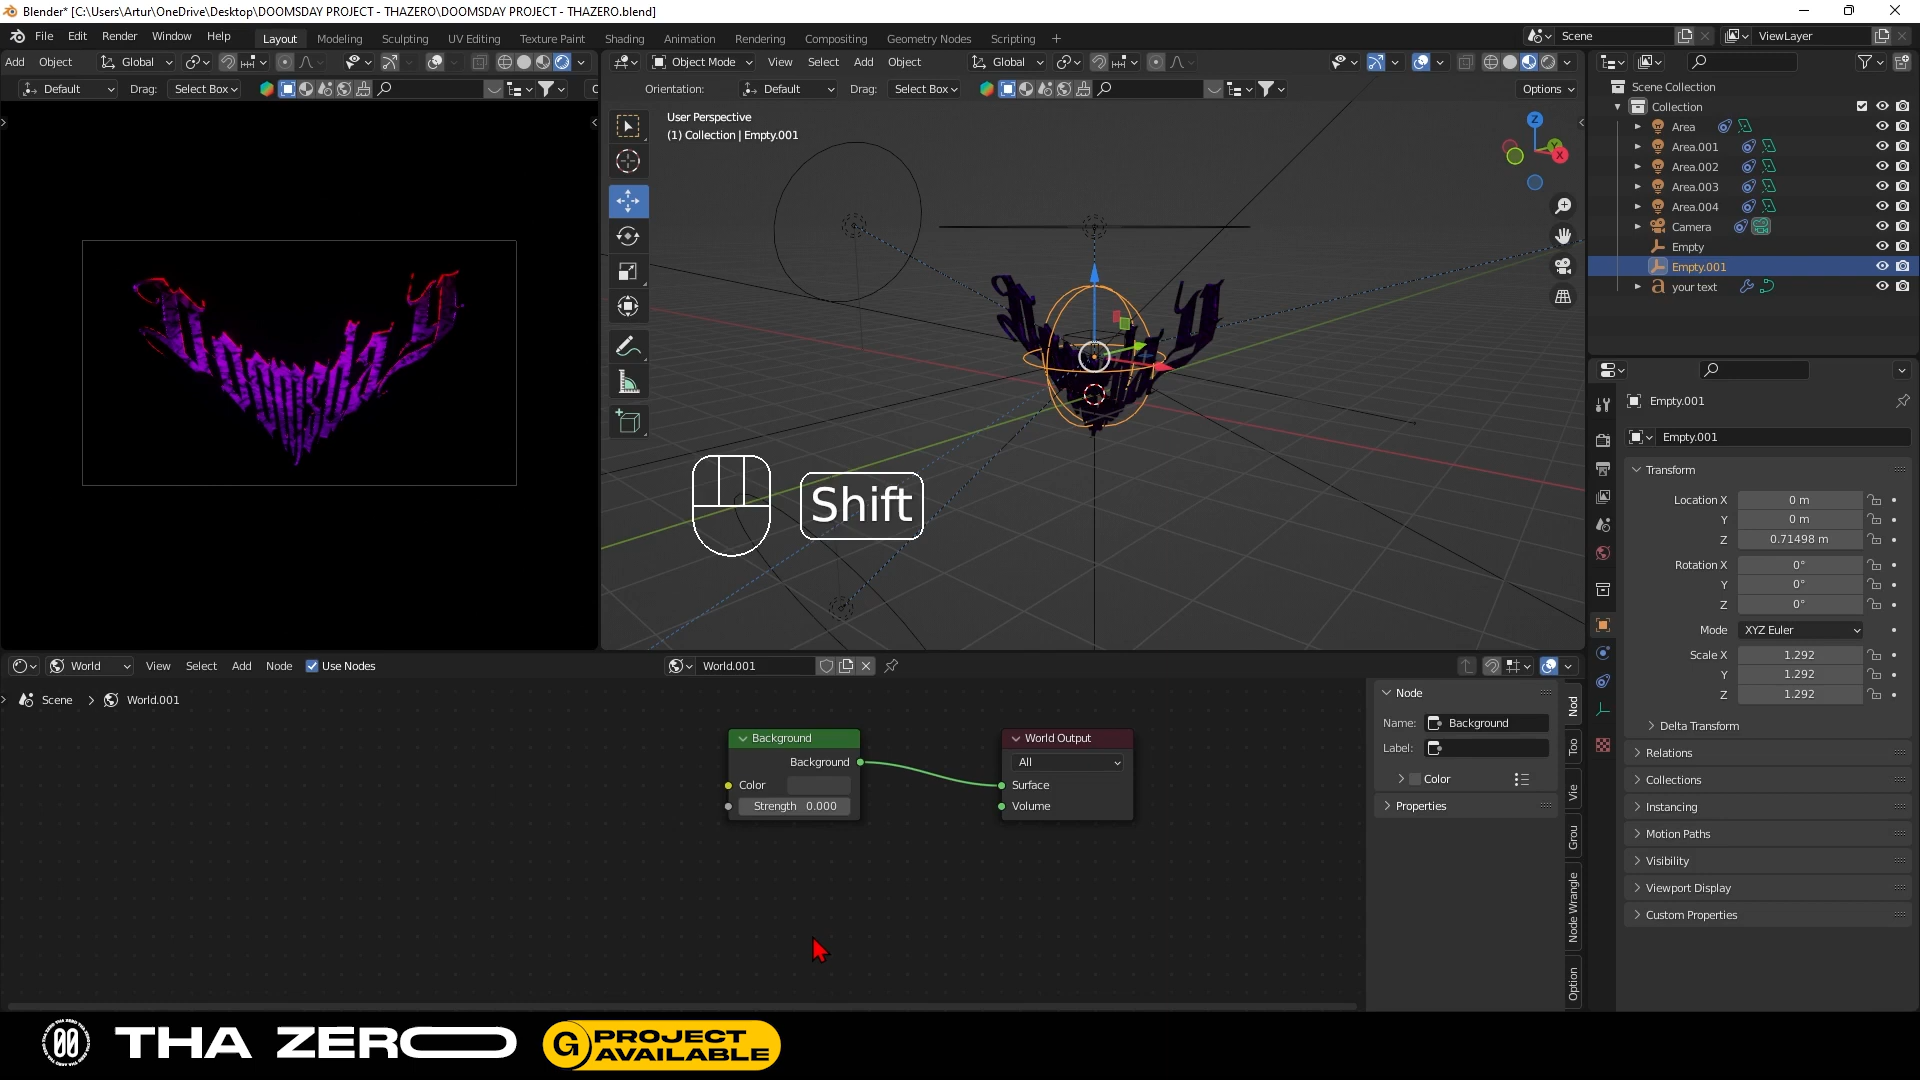 Blender* [C:\Users\Artur\OneDrive\Desktop\DOOMSDAY PROJECT - THAZERO\DOOMSDAY PROJECT - THAZERO.blend]
File Edit Render Window Help
Layout Modeling Sculpting UV Editing Texture Paint Shading Animation Rendering Compositing Geometry Nodes Scripting +
Scene
ViewLayer
Add Object Global
Object Mode View Select Add Object Global
Default Drag: Select Box
Orientation: Default Drag: Select Box
Options
User Perspective
(1) Collection | Empty.001
Z
Y
X
Scene Collection
Collection
Area
Area.001
Area.002
Area.003
Area.004
Camera
Empty
Empty.001
your text
Shift
Empty.001
Empty.001
Transform
Location X 0 m
Y 0 m
Z 0.71498 m
Rotation X 0°
Y 0°
Z 0°
Mode XYZ Euler
Scale X 1.292
Y 1.292
Z 1.292
Delta Transform
Relations
Collections
Instancing
Motion Paths
Visibility
Viewport Display
Custom Properties
World View Select Add Node Use Nodes
World.001
Scene > World.001
Background
Background
Color
Strength 0.000
World Output
All
Surface
Volume
Node
Name: Background
Label:
Color
Properties
Nod
Too
Vie
Grou
Node Wrangle
Option
00 THA ZERO
G PROJECT
AVAILABLE